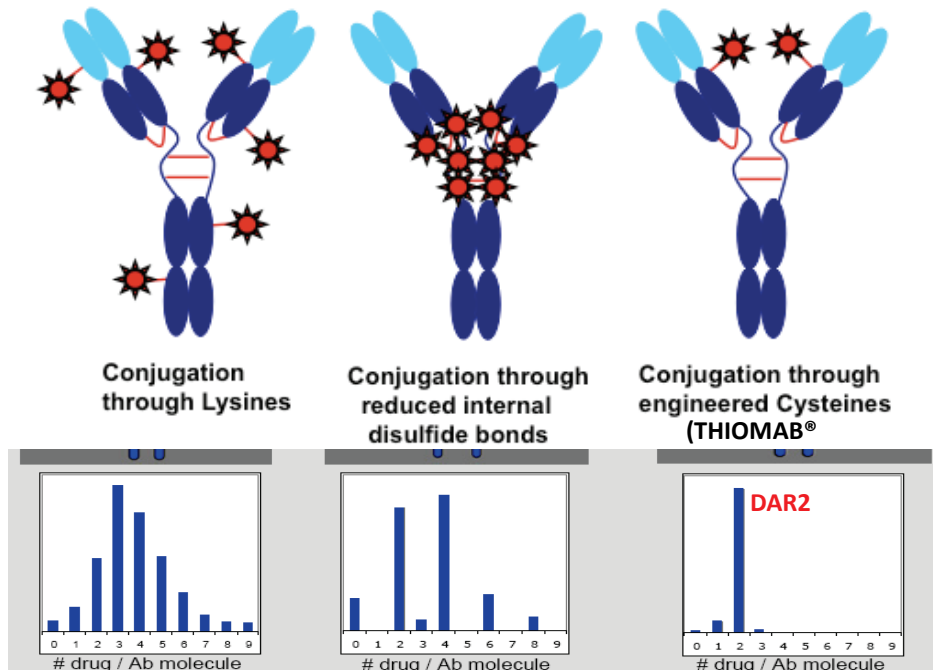 Conjugation
through Lysines
Conjugation through
reduced internal
disulfide bonds
Conjugation through
engineered Cysteines
(THIOMAB®
0 1 2 3 4 5 6 7 8 9
# drug / Ab molecule
0 1 2 3 4 5 6 7 8 9
# drug / Ab molecule
DAR2
0 1 2 3 4 5 6 7 8 9
# drug / Ab molecule